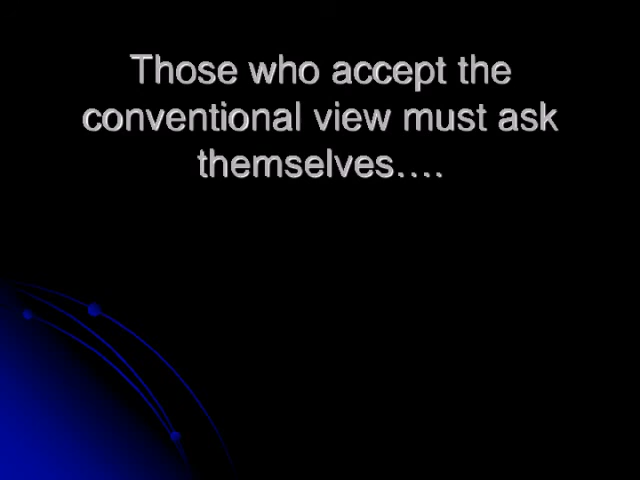 Those who accept the
conventional view must ask
themselves….